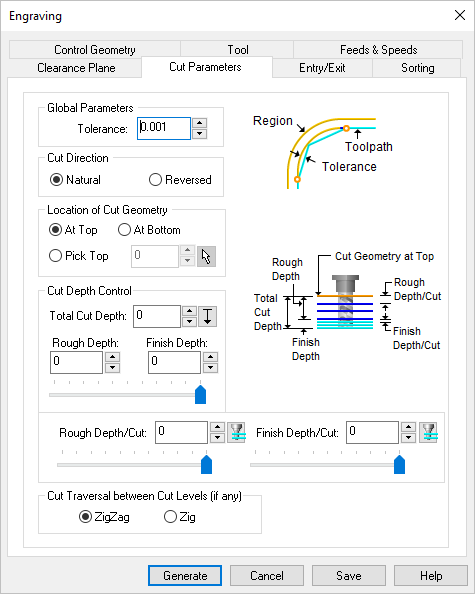 Engraving
Control Geometry Tool Feeds & Speeds
Clearance Plane Cut Parameters Entry/Exit Sorting
Global Parameters
Tolerance: 0.001
Region
Toolpath
Tolerance
Cut Direction
Natural Reversed
Location of Cut Geometry
At Top At Bottom
Pick Top 0
Cut Geometry at Top
Rough
Depth
Rough
Depth/Cut
Total
Cut
Depth
Finish
Depth
Finish
Depth/Cut
Cut Depth Control
Total Cut Depth: 0
Rough Depth: Finish Depth:
0 0
Rough Depth/Cut: 0 Finish Depth/Cut: 0
Cut Traversal between Cut Levels (if any)
ZigZag Zig
Generate Cancel Save Help